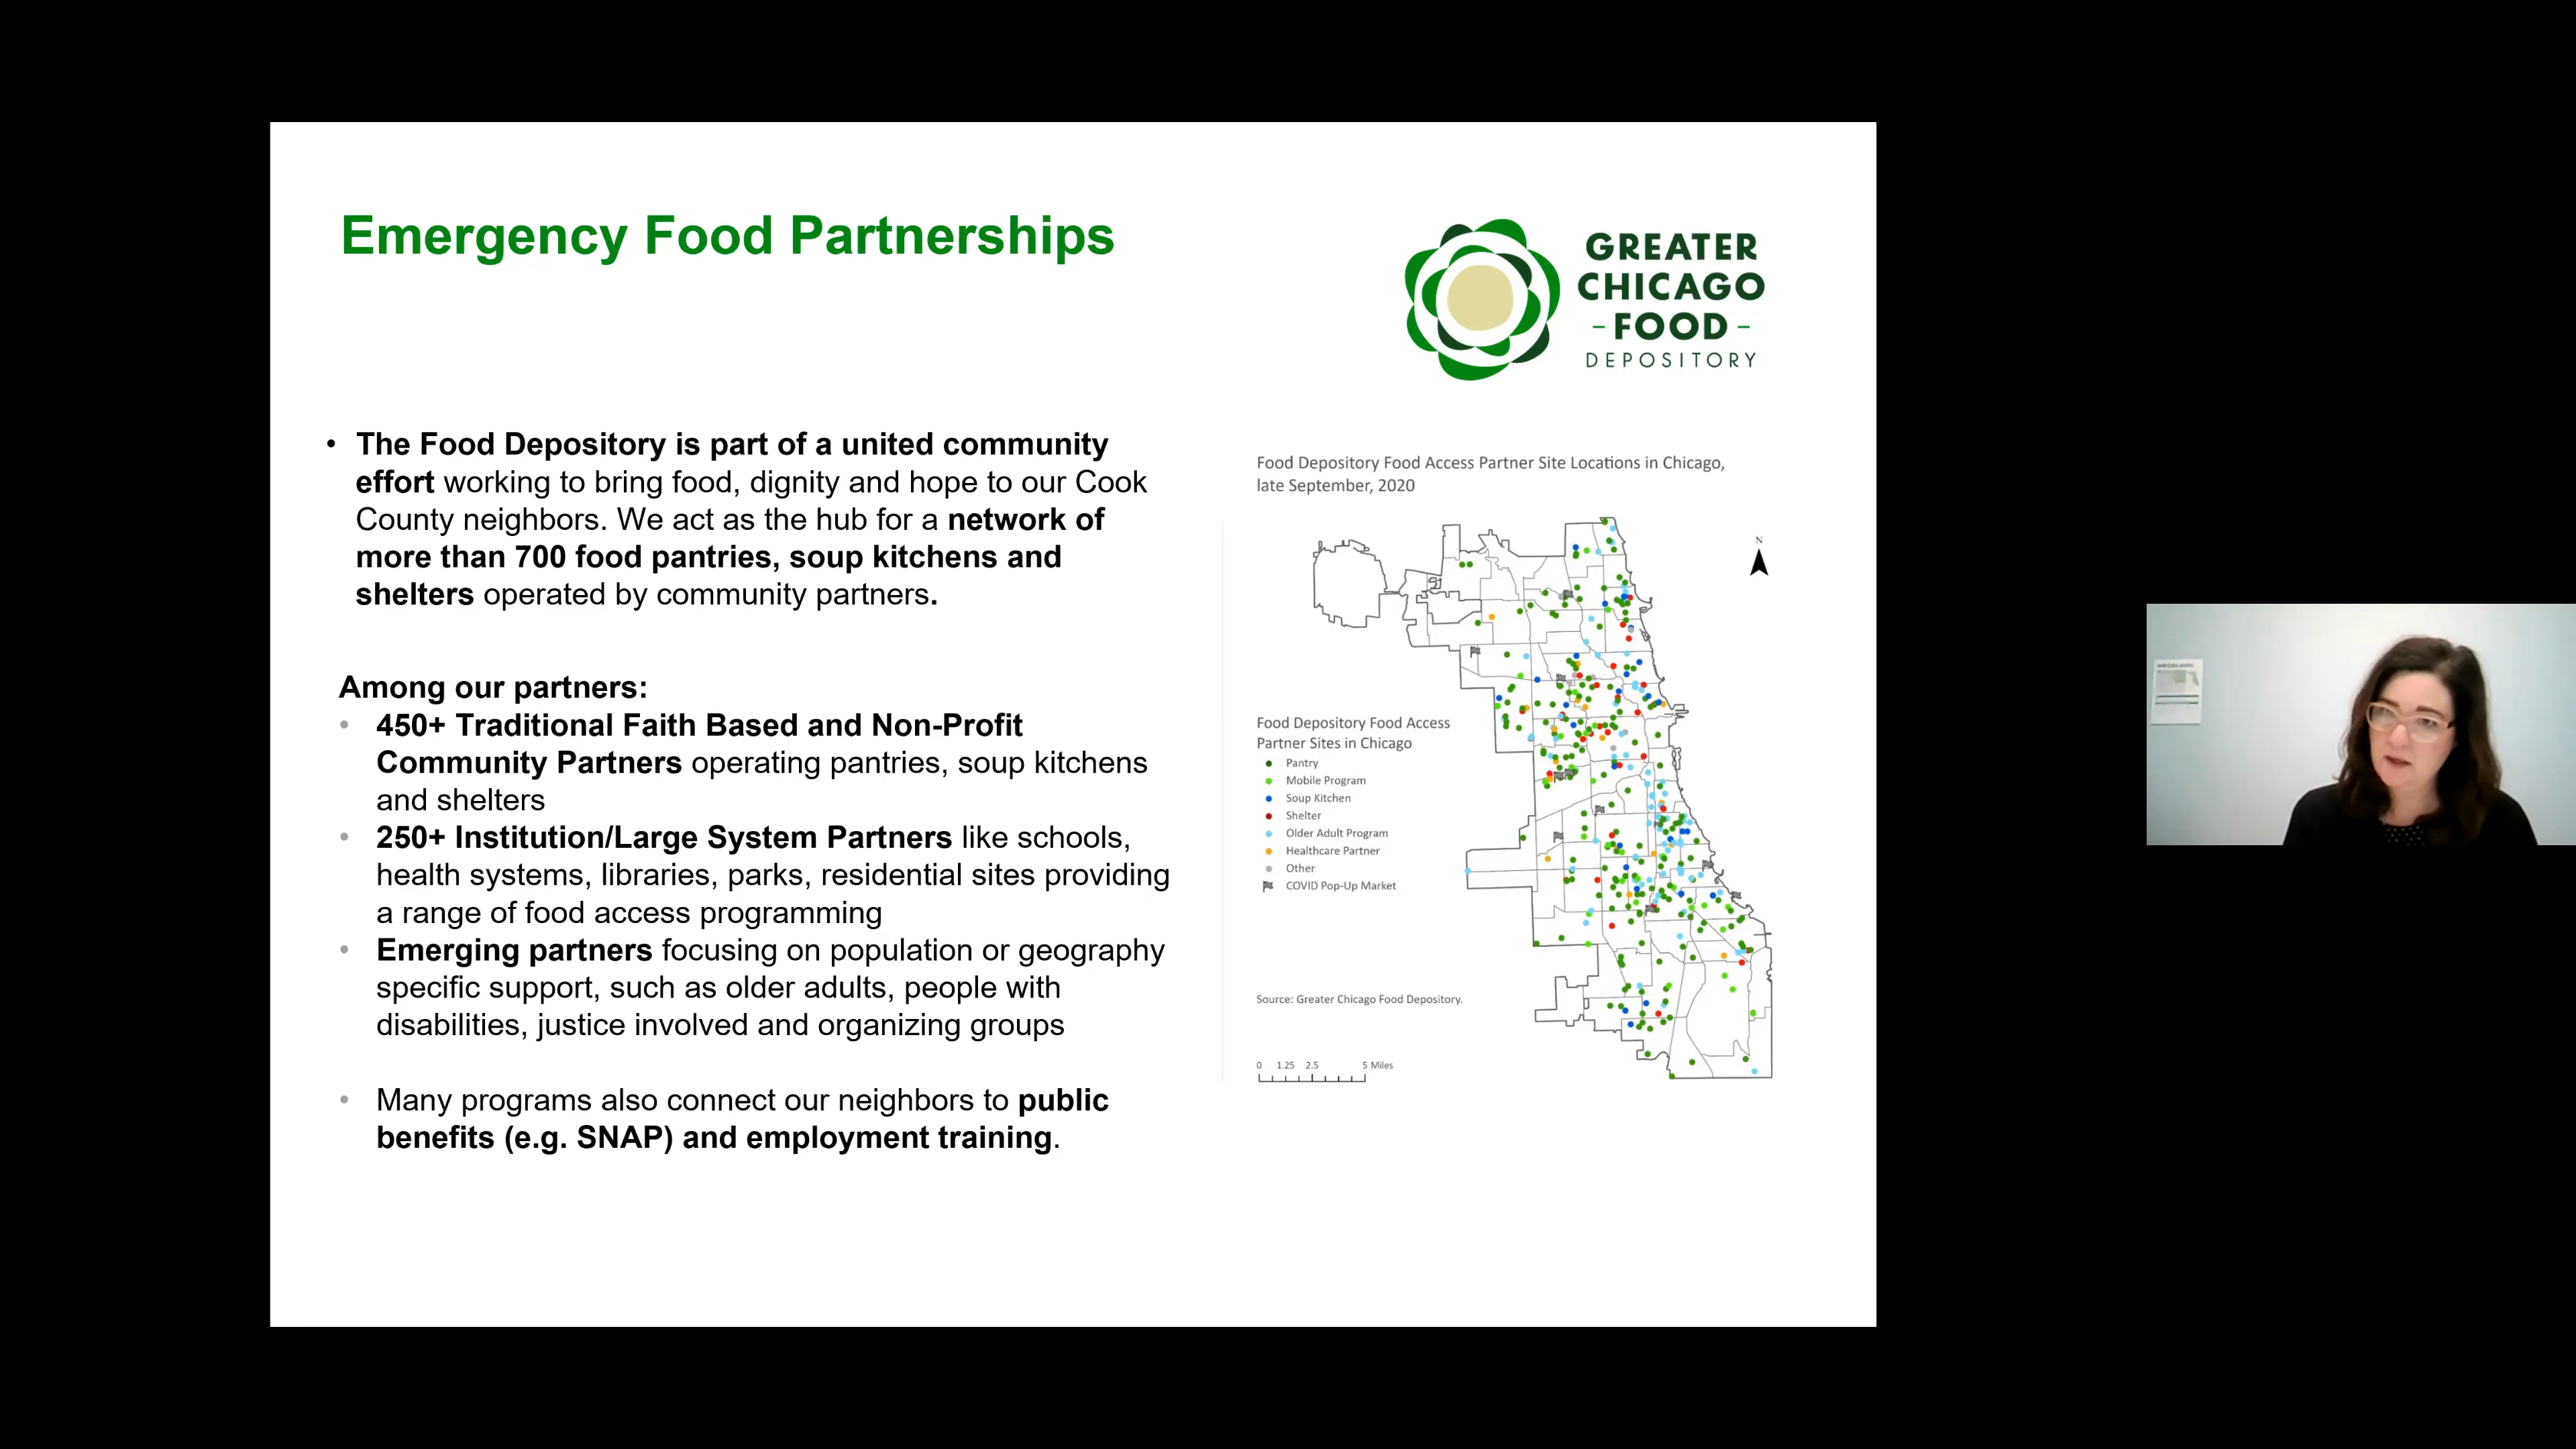 Emergency Food Partnerships
GREATER
CHICAGO
- FOOD -
DEPOSITORY
• The Food Depository is part of a united community
effort working to bring food, dignity and hope to our Cook
County neighbors. We act as the hub for a network of
more than 700 food pantries, soup kitchens and
shelters operated by community partners.
Among our partners:
• 450+ Traditional Faith Based and Non-Profit
Community Partners operating pantries, soup kitchens
and shelters
• 250+ Institution/Large System Partners like schools,
health systems, libraries, parks, residential sites providing
a range of food access programming
• Emerging partners focusing on population or geography
specific support, such as older adults, people with
disabilities, justice involved and organizing groups
• Many programs also connect our neighbors to public
benefits (e.g. SNAP) and employment training.
Food Depository Food Access Partner Site Locations in Chicago,
late September, 2020
N
Food Depository Food Access
Partner Sites in Chicago
Pantry
Mobile Program
Soup Kitchen
Shelter
Older Adult Program
Healthcare Partner
Other
COVID Pop-Up Market
Source: Greater Chicago Food Depository.
0 1.25 2.5 5 Miles